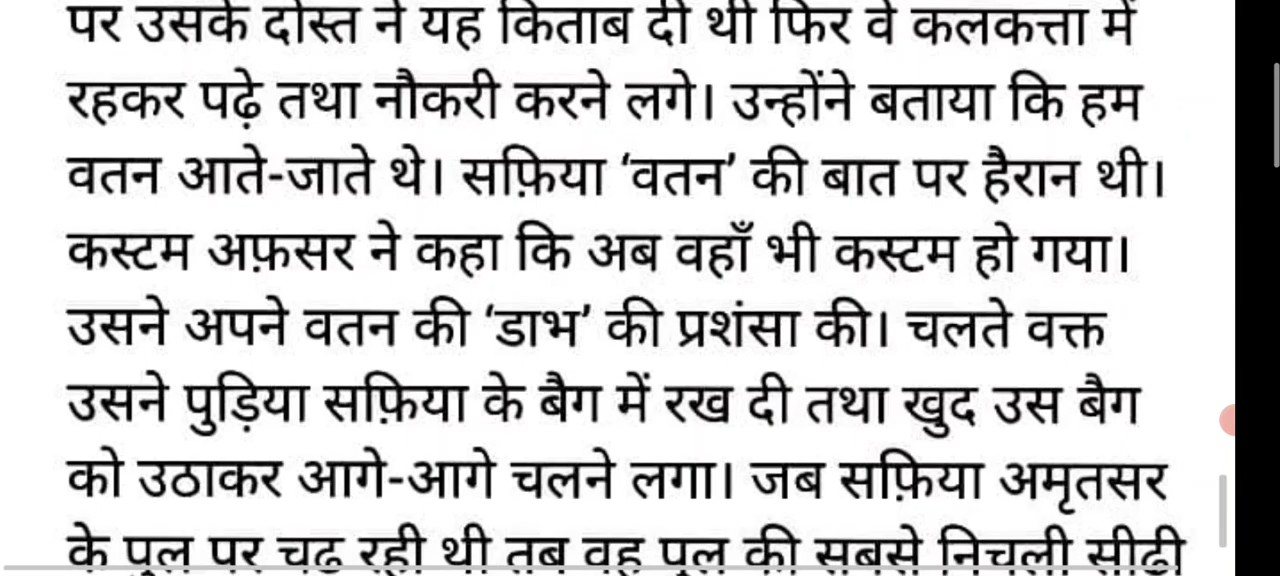 पर उसके दोस्त ने यह किताब दी थी फिर वे कलकत्ता में
रहकर पढ़े तथा नौकरी करने लगे। उन्होंने बताया कि हम
वतन आते-जाते थे। सफ़िया ‘वतन’ की बात पर हैरान थी।
कस्टम अफ़सर ने कहा कि अब वहाँ भी कस्टम हो गया।
उसने अपने वतन की ‘डाभ’ की प्रशंसा की। चलते वक्त
उसने पुड़िया सफ़िया के बैग में रख दी तथा खुद उस बैग
को उठाकर आगे-आगे चलने लगा। जब सफ़िया अमृतसर
के पुल पर चढ़ रही थी तब वह पुल की सबसे निचली सीढ़ी